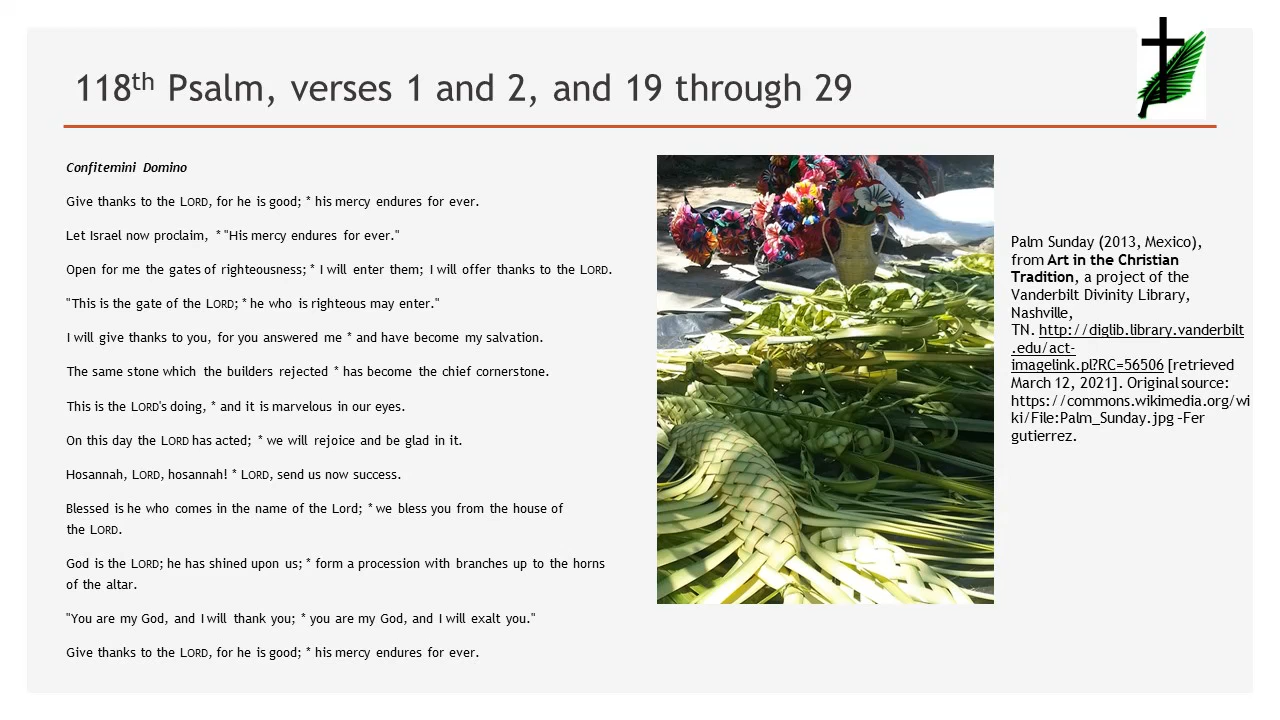 118th Psalm, verses 1 and 2, and 19 through 29
Confitemini Domino
Give thanks to the LORD, for he is good; * his mercy endures for ever.
Let Israel now proclaim, * "His mercy endures for ever."
Open for me the gates of righteousness; * I will enter them; I will offer thanks to the LORD.
"This is the gate of the LORD; * he who is righteous may enter."
I will give thanks to you, for you answered me * and have become my salvation.
The same stone which the builders rejected * has become the chief cornerstone.
This is the LORD's doing, * and it is marvelous in our eyes.
On this day the LORD has acted; * we will rejoice and be glad in it.
Hosannah, LORD, hosannah! * LORD, send us now success.
Blessed is he who comes in the name of the Lord; * we bless you from the house of
the LORD.
God is the LORD; he has shined upon us; * form a procession with branches up to the horns
of the altar.
"You are my God, and I will thank you; * you are my God, and I will exalt you."
Give thanks to the LORD, for he is good; * his mercy endures for ever.
Palm Sunday (2013, Mexico),
from Art in the Christian
Tradition, a project of the
Vanderbilt Divinity Library,
Nashville,
TN. http://diglib.library.vanderbilt
.edu/act-
imagelink.pl?RC=56506 [retrieved
March 12, 2021]. Original source:
https://commons.wikimedia.org/wi
ki/File:Palm_Sunday.jpg –Fer
gutierrez.